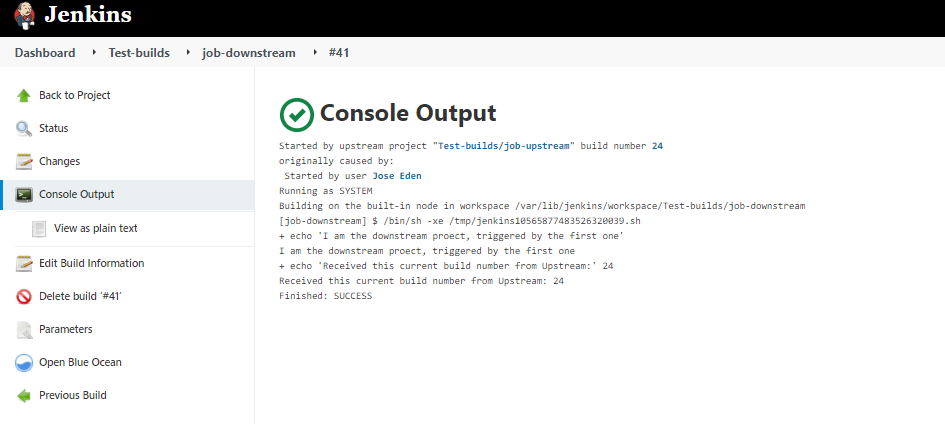 Jenkins
Dashboard Test-builds job-downstream #41
Back to Project
Status
Changes
Console Output
View as plain text
Edit Build Information
Delete build ‘#41’
Parameters
Open Blue Ocean
Previous Build
Console Output
Started by upstream project "Test-builds/job-upstream" build number 24
originally caused by:
Started by user Jose Eden
Running as SYSTEM
Building on the built-in node in workspace /var/lib/jenkins/workspace/Test-builds/job-downstream
[job-downstream] $ /bin/sh -xe /tmp/jenkins10565877483526320039.sh
+ echo 'I am the downstream proect, triggered by the first one'
I am the downstream proect, triggered by the first one
+ echo 'Received this current build number from Upstream:' 24
Received this current build number from Upstream: 24
Finished: SUCCESS